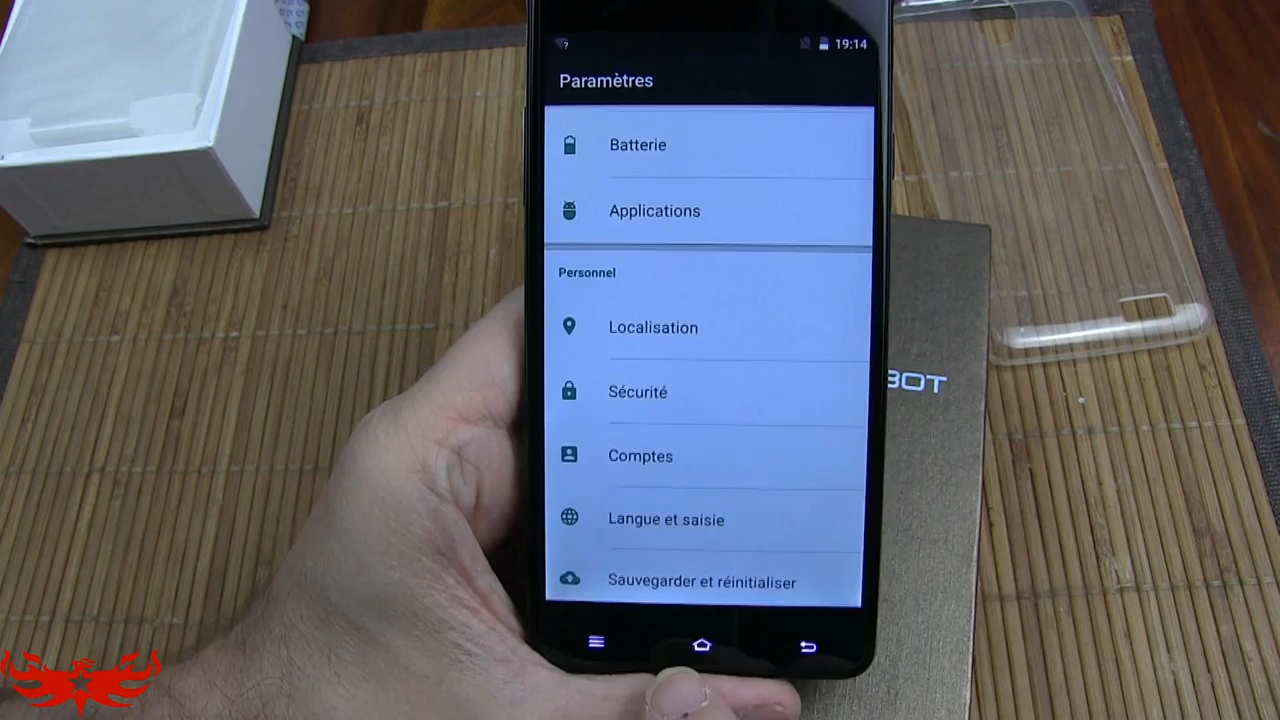 19:14
Paramètres
Batterie
Applications
Personnel
Localisation
Sécurité
BOT
Comptes
Langue et saisie
Sauvegarder et réinitialiser